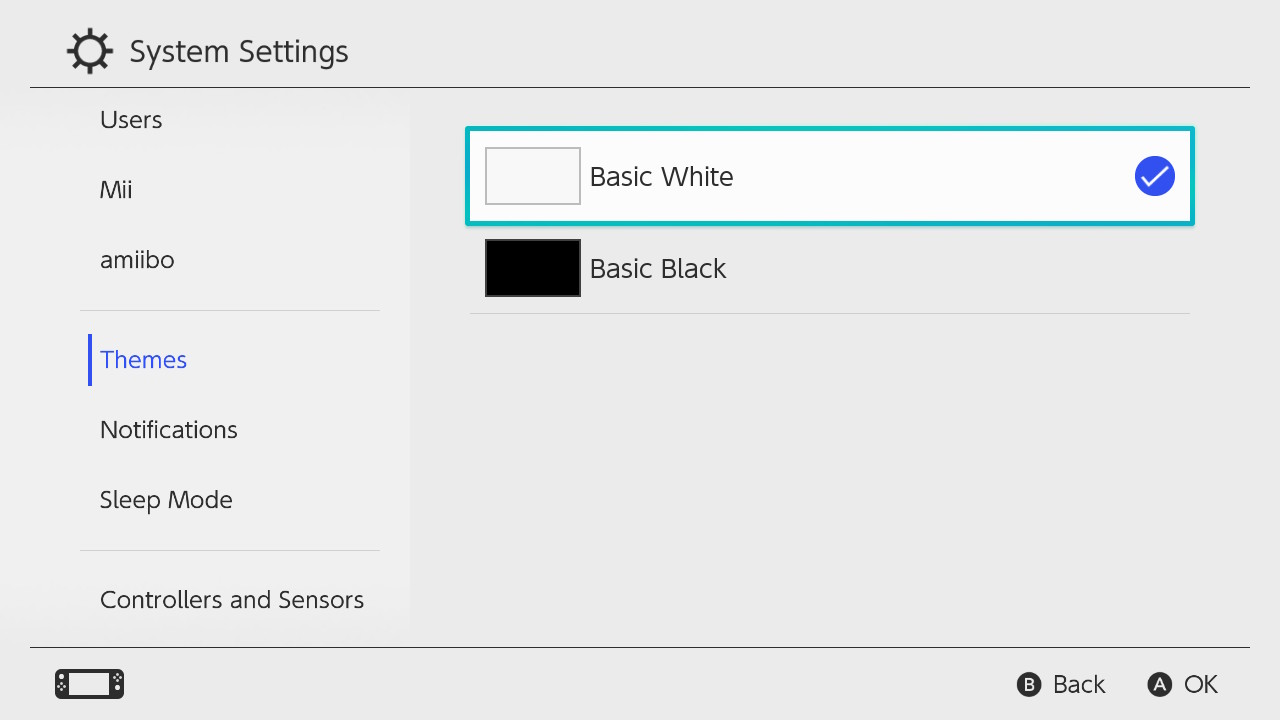 System Settings
Users
Mii
amiibo
Themes
Notifications
Sleep Mode
Controllers and Sensors
Basic White
Basic Black
B Back
A OK